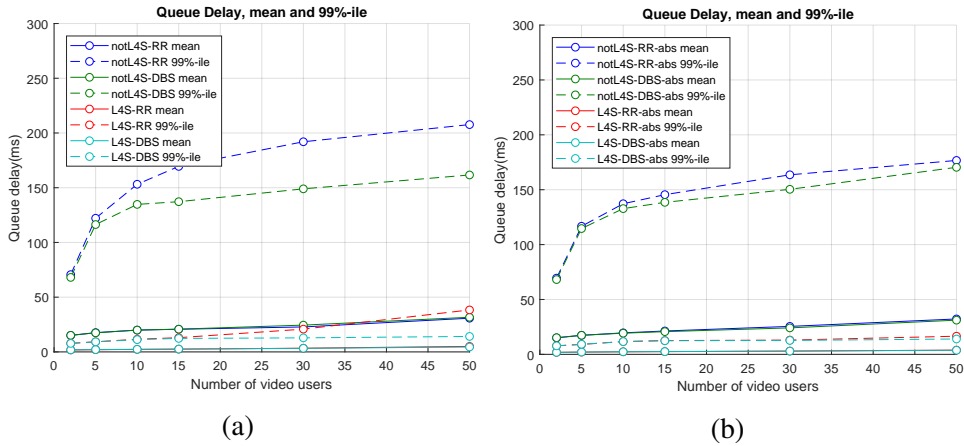 Queue Delay, mean and 99%-ile
300
250
200
150
100
50
0
Queue delay(ms)
notL4S-RR mean
notL4S-RR 99%-ile
notL4S-DBS mean
notL4S-DBS 99%-ile
L4S-RR mean
L4S-RR 99%-ile
L4S-DBS mean
L4S-DBS 99%-ile
0 5 10 15 20 25 30 35 40 45 50
Number of video users
(a)
Queue Delay, mean and 99%-ile
300
250
200
150
100
50
0
Queue delay(ms)
notL4S-RR-abs mean
notL4S-RR-abs 99%-ile
notL4S-DBS-abs mean
notL4S-DBS-abs 99%-ile
L4S-RR-abs mean
L4S-RR-abs 99%-ile
L4S-DBS-abs mean
L4S-DBS-abs 99%-ile
0 5 10 15 20 25 30 35 40 45 50
Number of video users
(b)